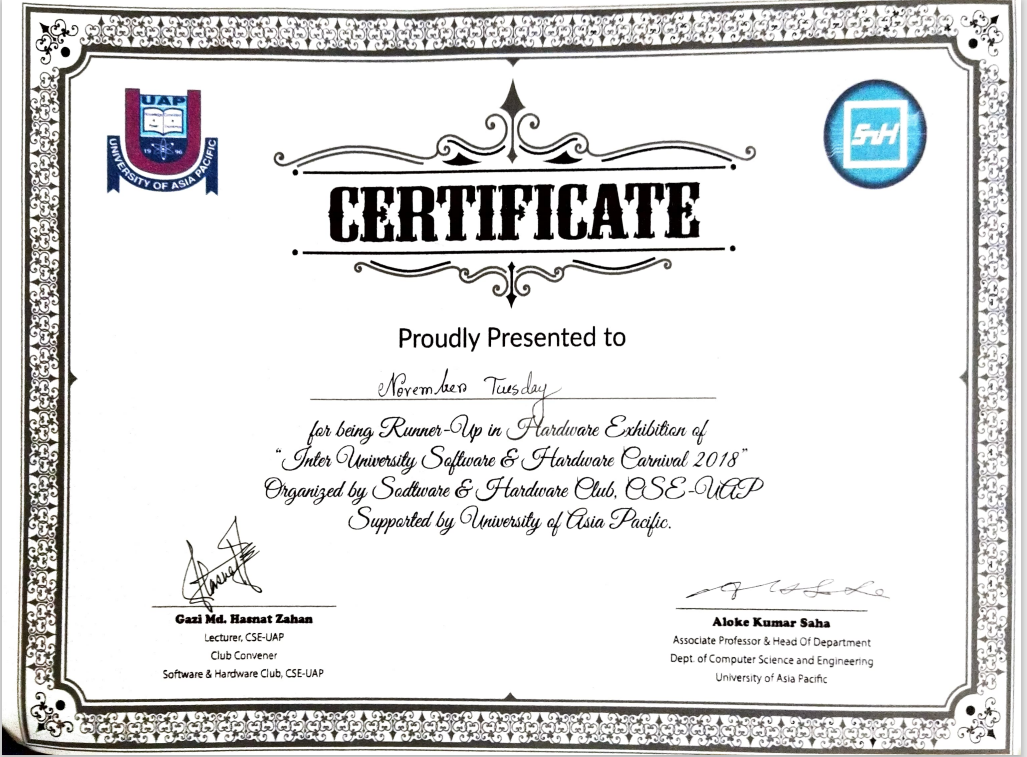 UAP
19 96
UNIVERSITY OF ASIA PACIFIC
SnH
CERTIFICATE
Proudly Presented to
November Tuesday
for being Runner-Up in Hardware Exhibition of
“Inter University Software & Hardware Carnival 2018”
Organized by Sodtware & Hardware Club, CSE-UAP
Supported by University of Asia Pacific.
Hasnat
Gazi Md. Hasnat Zahan
Lecturer, CSE-UAP
Club Convener
Software & Hardware Club, CSE-UAP
Aloke Kumar Saha
Associate Professor & Head Of Department
Dept. of Computer Science and Engineering
University of Asia Pacific